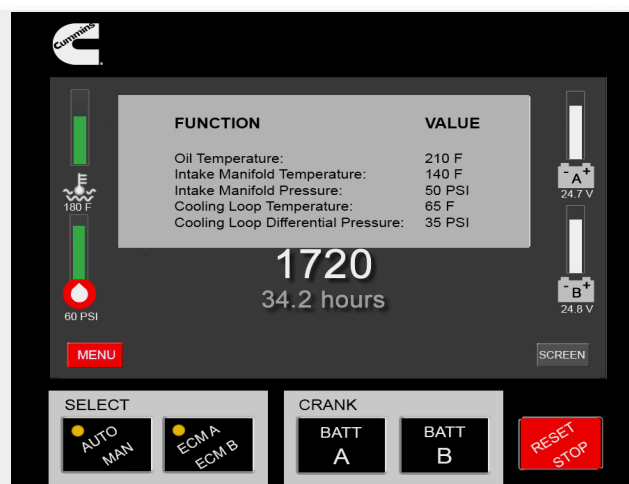 Cummins
FUNCTION VALUE
Oil Temperature: 210 F
Intake Manifold Temperature: 140 F
Intake Manifold Pressure: 50 PSI
Cooling Loop Temperature: 65 F
Cooling Loop Differential Pressure: 35 PSI
180 F
- A +
24.7 V
1720
34.2 hours
60 PSI
- B +
24.8 V
MENU
SCREEN
SELECT
AUTO
MAN
ECM A
ECM B
CRANK
BATT
A
BATT
B
RESET
STOP